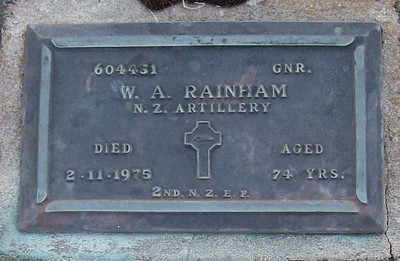 604431 GNR.
W. A. RAINHAM
N. Z. ARTILLERY
DIED AGED
2-11-1975 74 YRS.
2ND. N. Z. E. F.